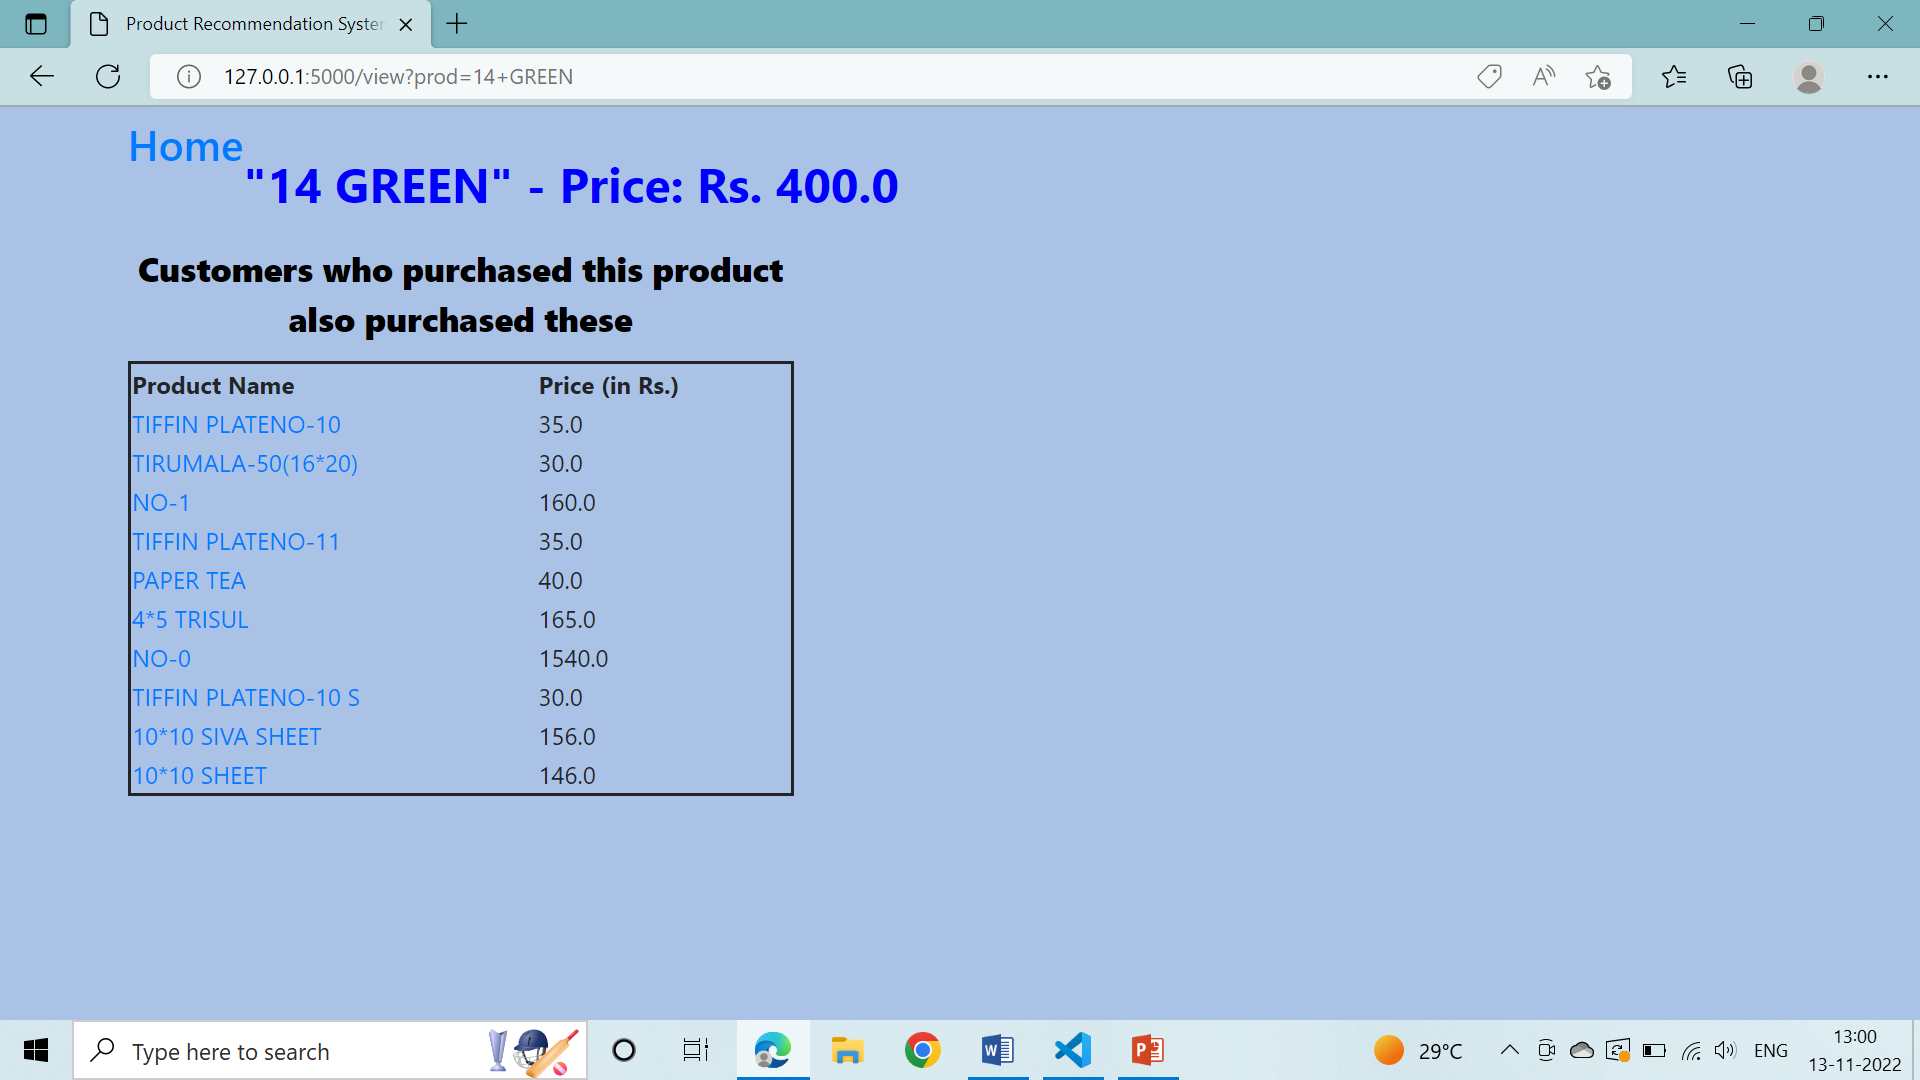 Product Recommendation System
127.0.0.1:5000/view?prod=14+GREEN
Home
"14 GREEN" - Price: Rs. 400.0
Customers who purchased this product
also purchased these
Product Name Price (in Rs.)
TIFFIN PLATENO-10 35.0
TIRUMALA-50(16*20) 30.0
NO-1 160.0
TIFFIN PLATENO-11 35.0
PAPER TEA 40.0
4*5 TRISUL 165.0
NO-0 1540.0
TIFFIN PLATENO-10 S 30.0
10*10 SIVA SHEET 156.0
10*10 SHEET 146.0
Type here to search
29°C
ENG
13:00
13-11-2022